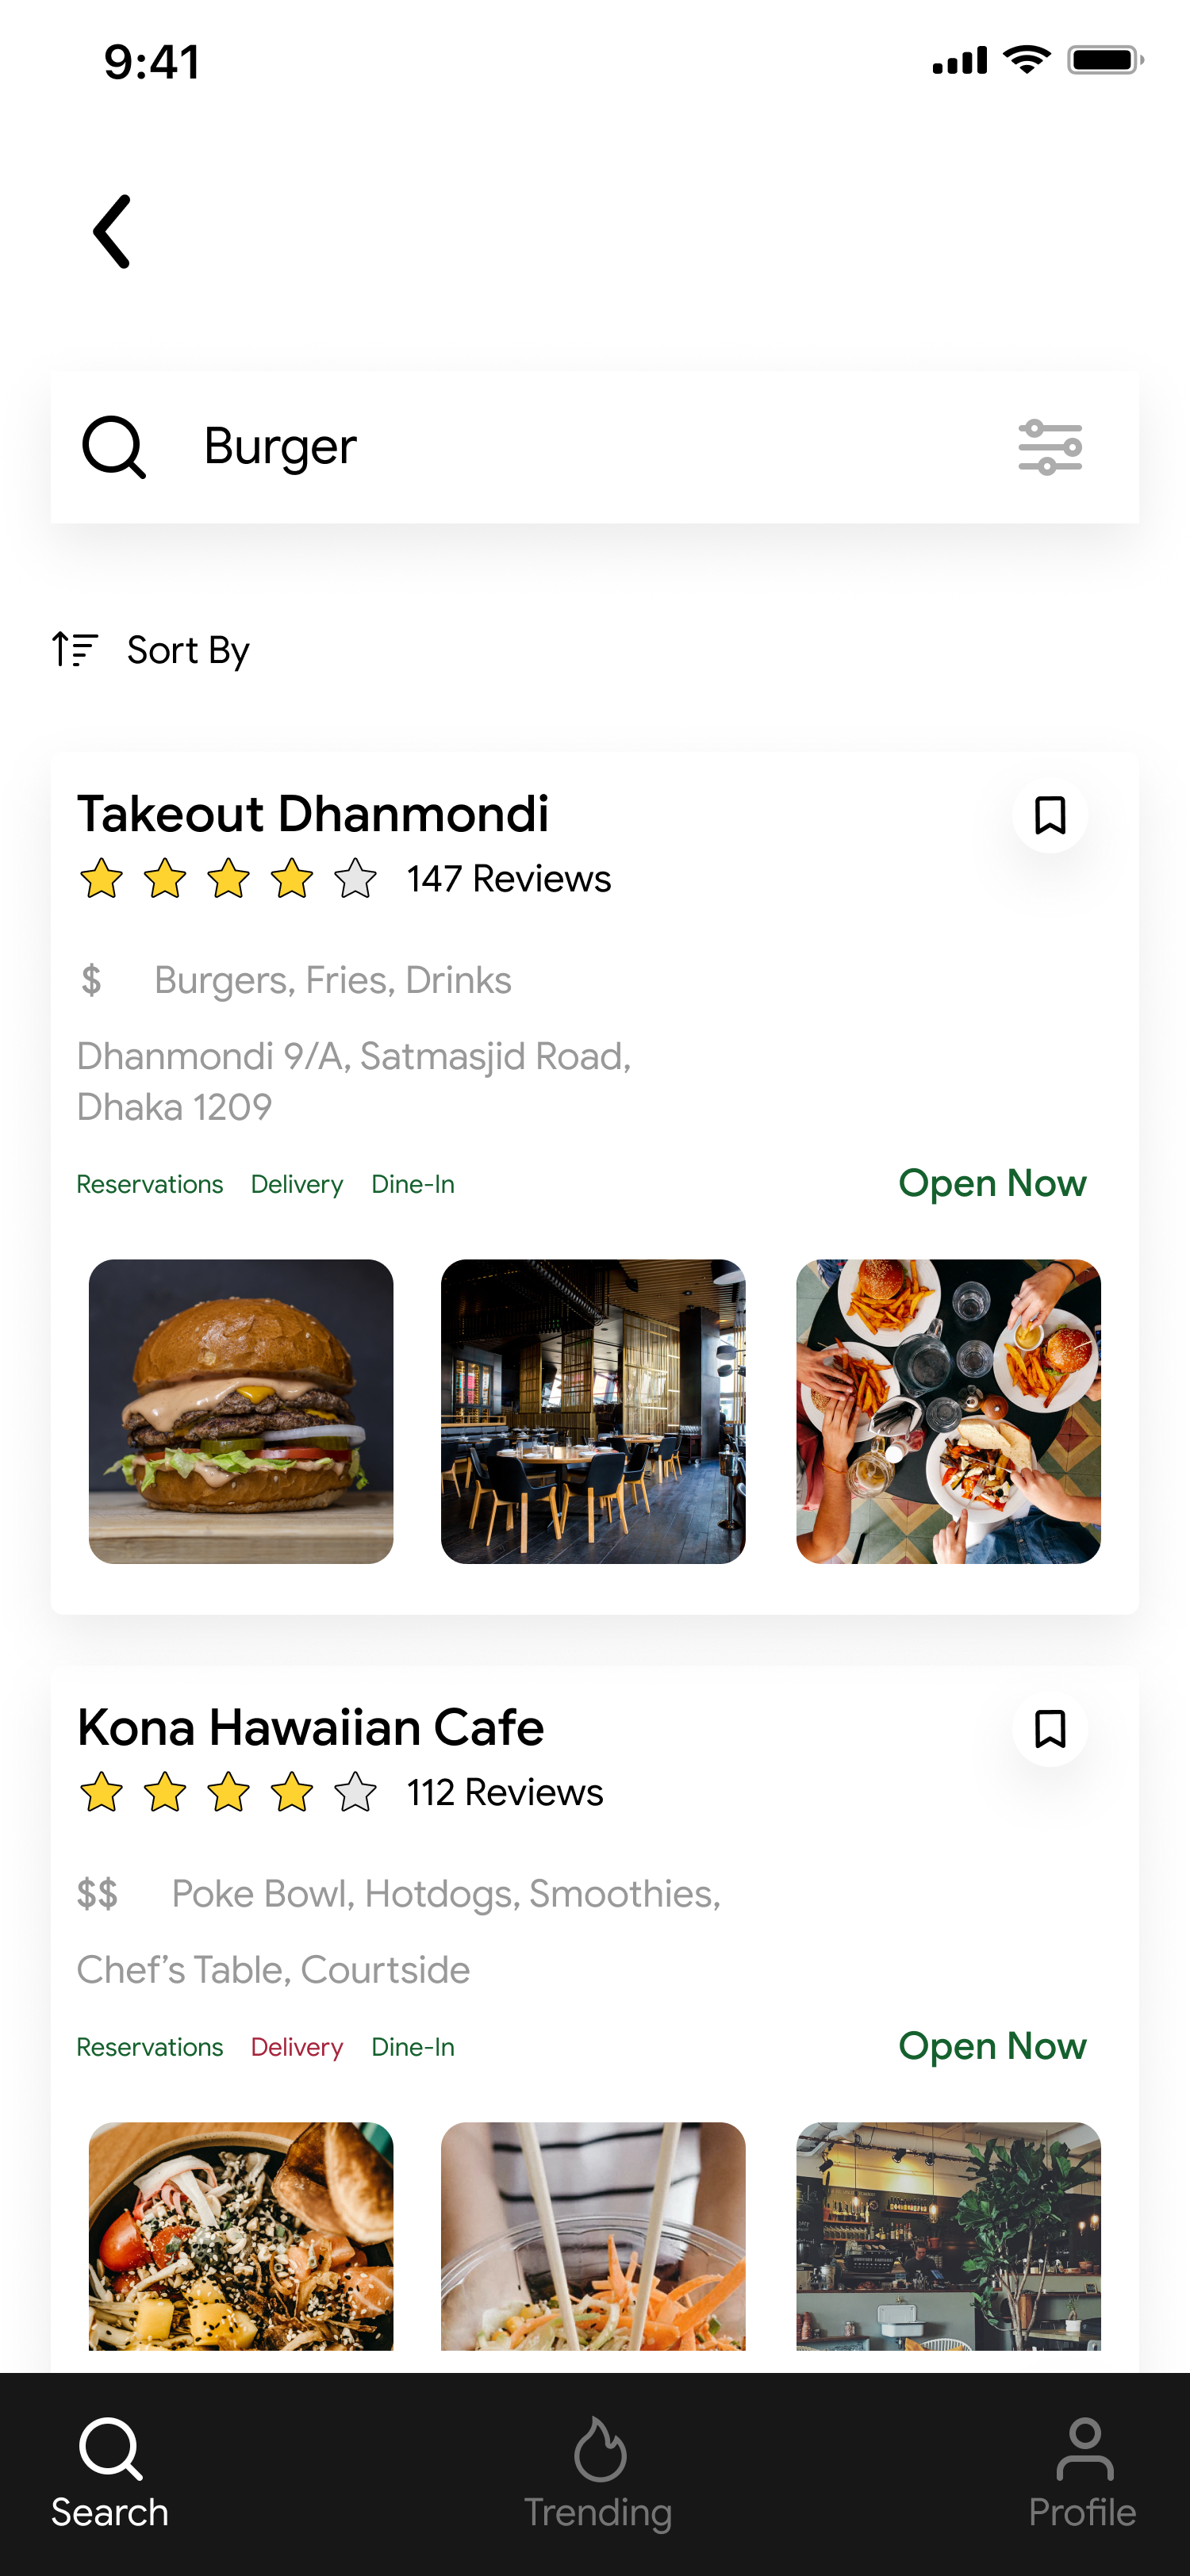 9:41
Burger
Sort By
Takeout Dhanmondi
147 Reviews
$ Burgers, Fries, Drinks
Dhanmondi 9/A, Satmasjid Road,
Dhaka 1209
Reservations Delivery Dine-In Open Now
Kona Hawaiian Cafe
112 Reviews
$$ Poke Bowl, Hotdogs, Smoothies,
Chef’s Table, Courtside
Reservations Delivery Dine-In Open Now
Search Trending Profile